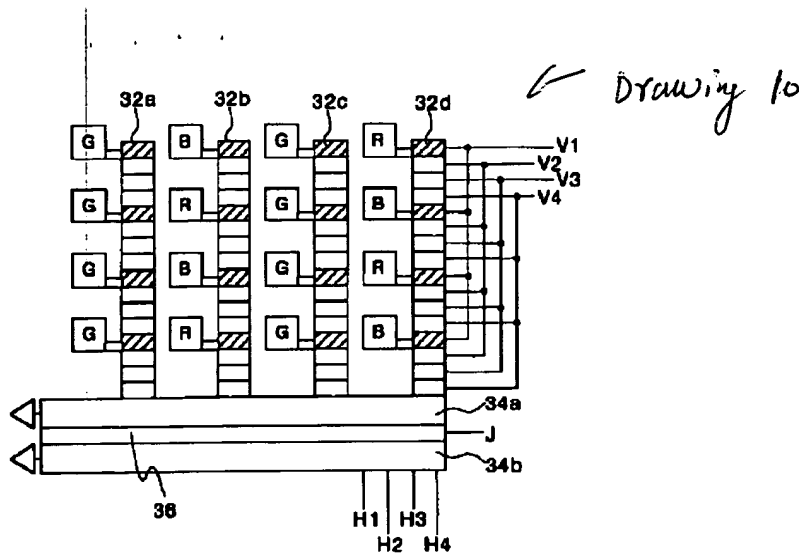 Drawing 10
32a 32b 32c 32d
G B G R
V1
V2
V3
V4
G R G B
G B G R
G R G B
34a
J
34b
36
H1 H3
H2 H4